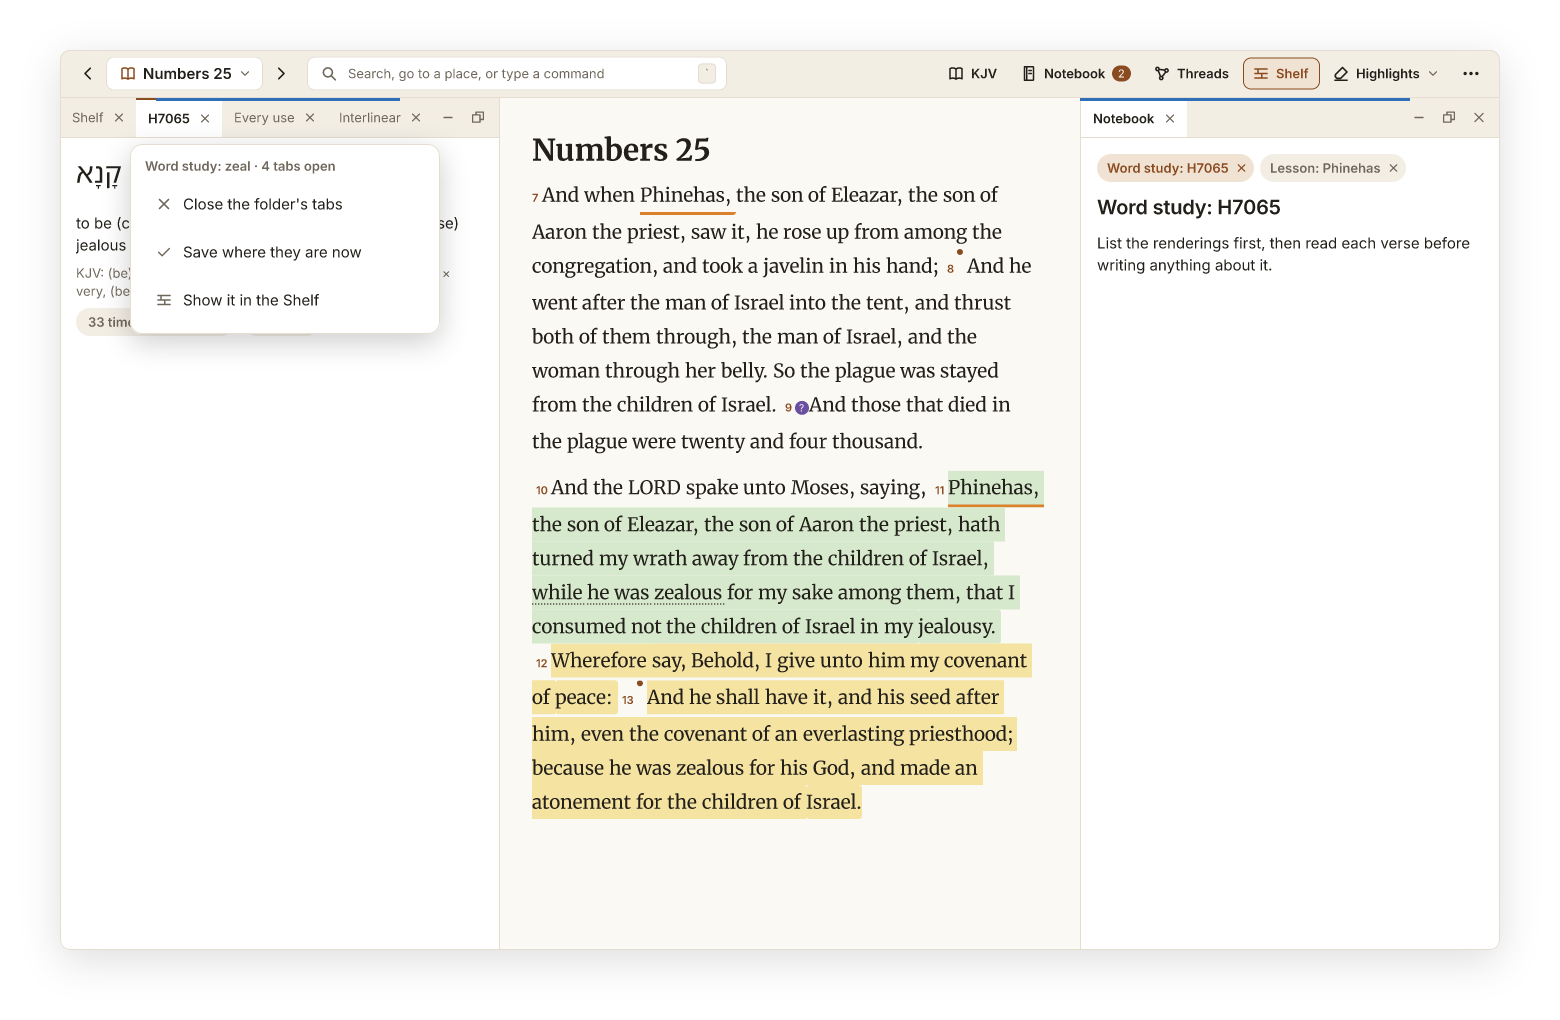 Numbers 25
Search, go to a place, or type a command
KJV
Notebook 2
Threads
Shelf
Highlights
Shelf
H7065
Every use
Interlinear
קָנָא
Word study: zeal · 4 tabs open
Close the folder's tabs
Save where they are now
Show it in the Shelf
to be (
se)
jealous
KJV: (be)
very, (be
33
Numbers 25
7 And when Phinehas, the son of Eleazar, the son of
Aaron the priest, saw it, he rose up from among the
congregation, and took a javelin in his hand; 8 And he
went after the man of Israel into the tent, and thrust
both of them through, the man of Israel, and the
woman through her belly. So the plague was stayed
from the children of Israel. 9 ? And those that died in
the plague were twenty and four thousand.
10 And the LORD spake unto Moses, saying, 11 Phinehas,
the son of Eleazar, the son of Aaron the priest, hath
turned my wrath away from the children of Israel,
while he was zealous for my sake among them, that I
consumed not the children of Israel in my jealousy.
12 Wherefore say, Behold, I give unto him my covenant
of peace: 13 And he shall have it, and his seed after
him, even the covenant of an everlasting priesthood;
because he was zealous for his God, and made an
atonement for the children of Israel.
Notebook
Word study: H7065
Lesson: Phinehas
Word study: H7065
List the renderings first, then read each verse before
writing anything about it.